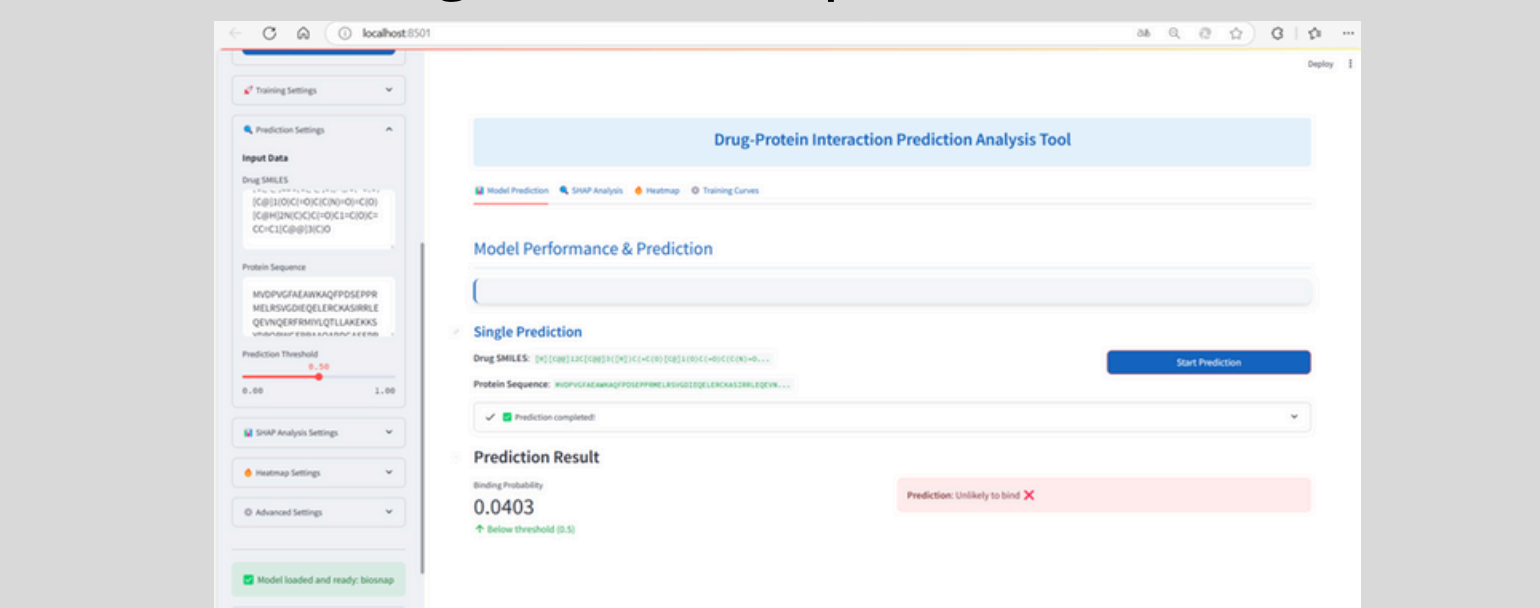 localhost:8501
Deploy
Training Settings
Prediction Settings
Input Data
Drug SMILES
[C@]1(O)C(=O)C(C(N)=O)=C(O)
[C@H]2N(C)C)C(=O)C1=C(O)C=
CC=C1[C@@]3(C)O
Protein Sequence
MVDPVGFAEAWKAQFPDSEPPR
MELRSVGDIEQELERCKASIRRLE
QEVNQERFRMIYLQTLLAKEKKS
Prediction Threshold
0.50
0.00 1.00
SHAP Analysis Settings
Heatmap Settings
Advanced Settings
Model loaded and ready: biosnap
Drug-Protein Interaction Prediction Analysis Tool
Model Prediction SHAP Analysis Heatmap Training Curves
Model Performance & Prediction
Single Prediction
Drug SMILES: [H][C@@]12C[C@@]3([H])C(=C(O)[C@]1(O)C(=O)C(C(N)=O...
Start Prediction
Protein Sequence: MVDPVGFAEAWKAQFPDSEPPRMELRSVGDIEQELERCKASIRRLEQEVN...
Prediction completed!
Prediction Result
Binding Probability
0.0403
Below threshold (0.5)
Prediction: Unlikely to bind